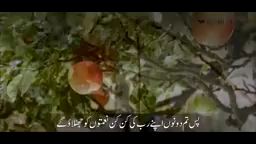 پس تم دونوں اپنے رب کی کن کن نعمتوں کو جھٹلاؤ گے